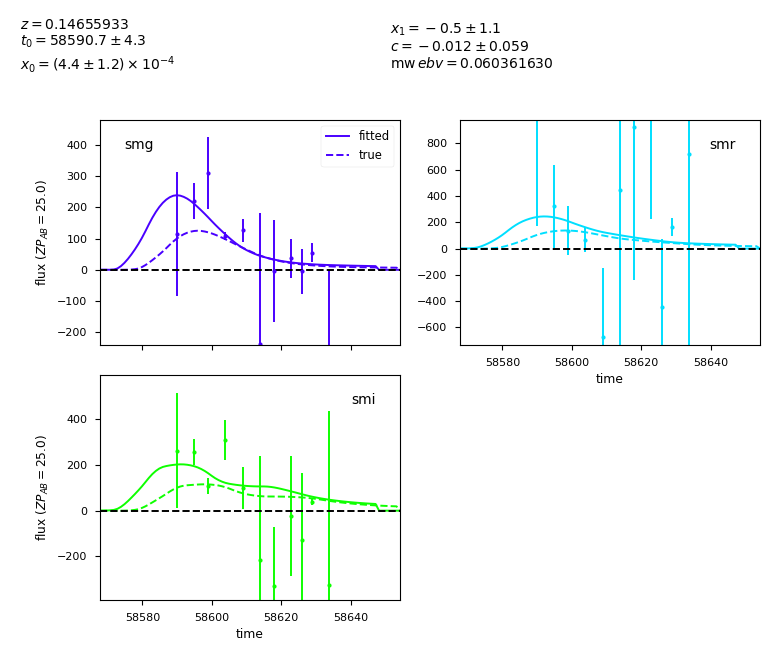 z = 0.14655933
t₀ = 58590.7 ± 4.3
x₀ = (4.4 ± 1.2) × 10⁻⁴
x₁ = −0.5 ± 1.1
c = −0.012 ± 0.059
mw ebv = 0.060361630
smg
fitted
true
flux (ZP_AB = 25.0)
400
300
200
100
0
−100
−200
smr
800
600
400
200
0
−200
−400
−600
58580
58600
58620
58640
time
smi
flux (ZP_AB = 25.0)
400
200
0
−200
58580
58600
58620
58640
time